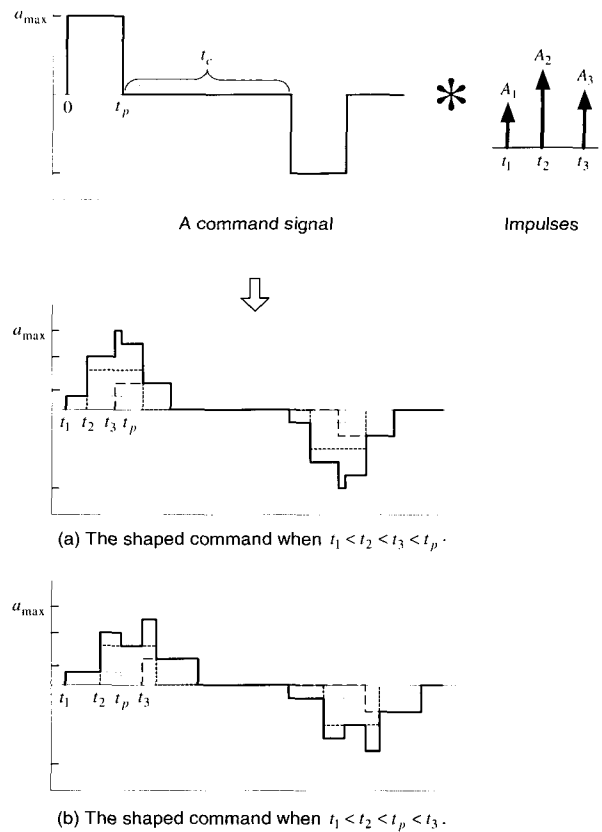 a_max
t_c
0
t_p
*
A_1
A_2
A_3
t_1
t_2
t_3
A command signal
Impulses
a_max
t_1 t_2 t_3 t_p
(a) The shaped command when t_1 < t_2 < t_3 < t_p .
a_max
t_1 t_2 t_p t_3
(b) The shaped command when t_1 < t_2 < t_p < t_3 .